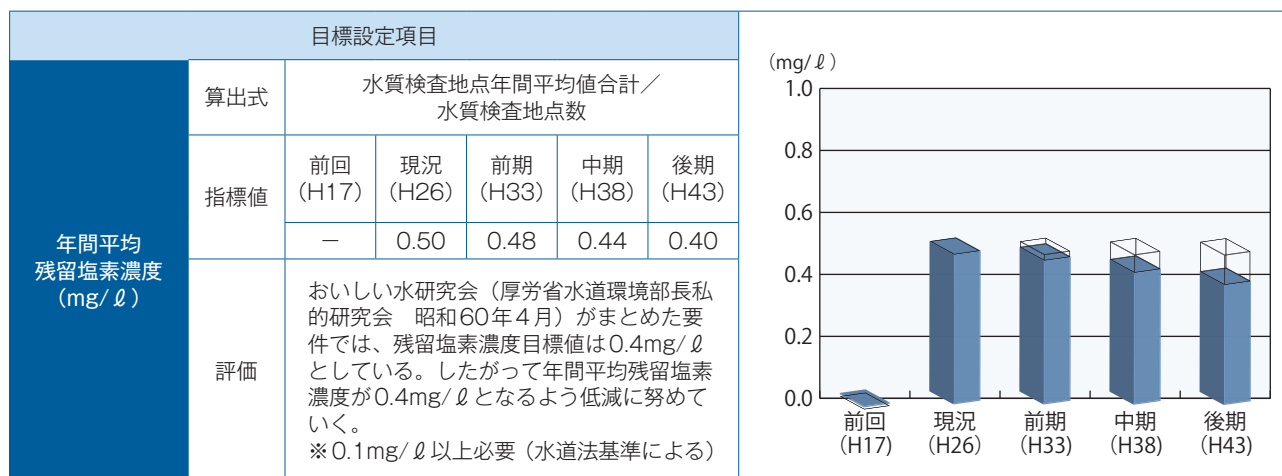 目標設定項目
年間平均
残留塩素濃度
(mg/ℓ)
算出式
水質検査地点年間平均値合計／
水質検査地点数
指標値
前回
(H17)
現況
(H26)
前期
(H33)
中期
(H38)
後期
(H43)
－
0.50
0.48
0.44
0.40
評価
おいしい水研究会（厚労省水道環境部長私
的研究会　昭和60年4月）がまとめた要
件では、残留塩素濃度目標値は0.4mg/ℓ
としている。したがって年間平均残留塩素
濃度が0.4mg/ℓとなるよう低減に努めて
いく。
※0.1mg/ℓ以上必要（水道法基準による）
(mg/ℓ)
1.0
0.8
0.6
0.4
0.2
0.0
前回
(H17)
現況
(H26)
前期
(H33)
中期
(H38)
後期
(H43)